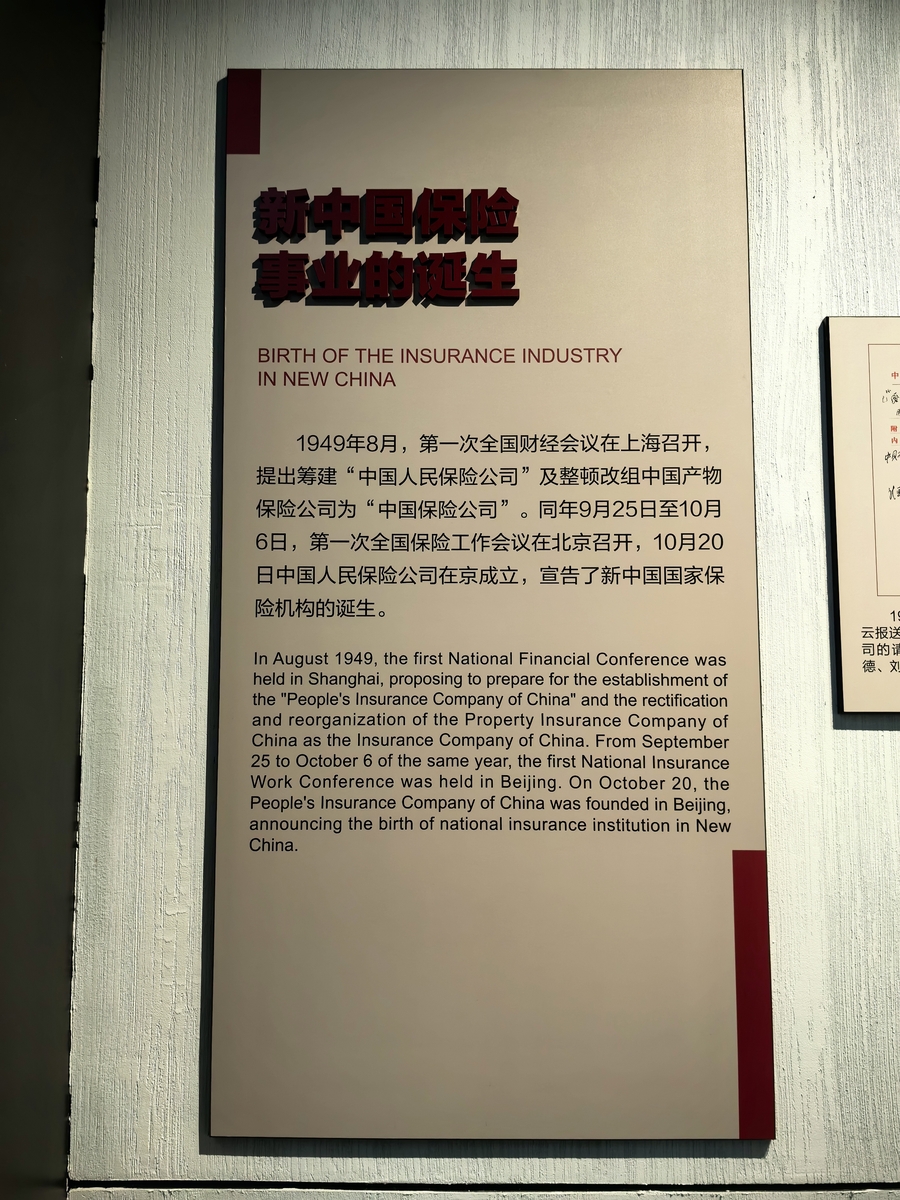 新中国保险
事业的诞生
BIRTH OF THE INSURANCE INDUSTRY
IN NEW CHINA
1949年8月，第一次全国财经会议在上海召开，
提出筹建“中国人民保险公司”及整顿改组中国产物
保险公司为“中国保险公司”。同年9月25日至10月
6日，第一次全国保险工作会议在北京召开，10月20
日中国人民保险公司在京成立，宣告了新中国国家保
险机构的诞生。
In August 1949, the first National Financial Conference was
held in Shanghai, proposing to prepare for the establishment of
the "People's Insurance Company of China" and the rectification
and reorganization of the Property Insurance Company of
China as the Insurance Company of China. From September
25 to October 6 of the same year, the first National Insurance
Work Conference was held in Beijing. On October 20, the
People's Insurance Company of China was founded in Beijing,
announcing the birth of national insurance institution in New
China.
中
附
内
19
云报送
司的请
德、刘